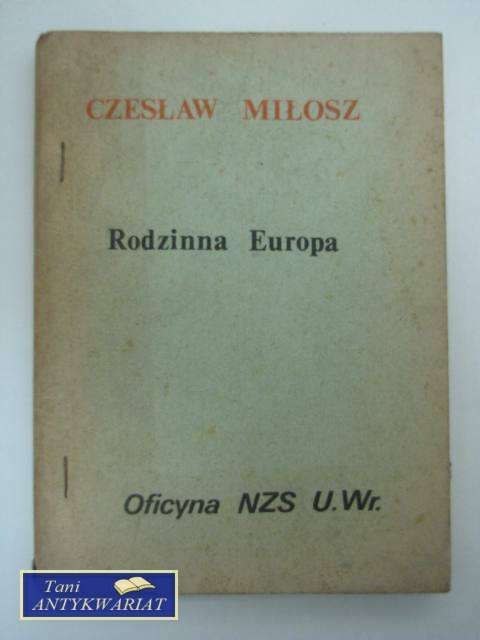 CZESŁAW MIŁOSZ
Rodzinna Europa
Oficyna NZS U.Wr.
Tani
ANTYKWARIAT